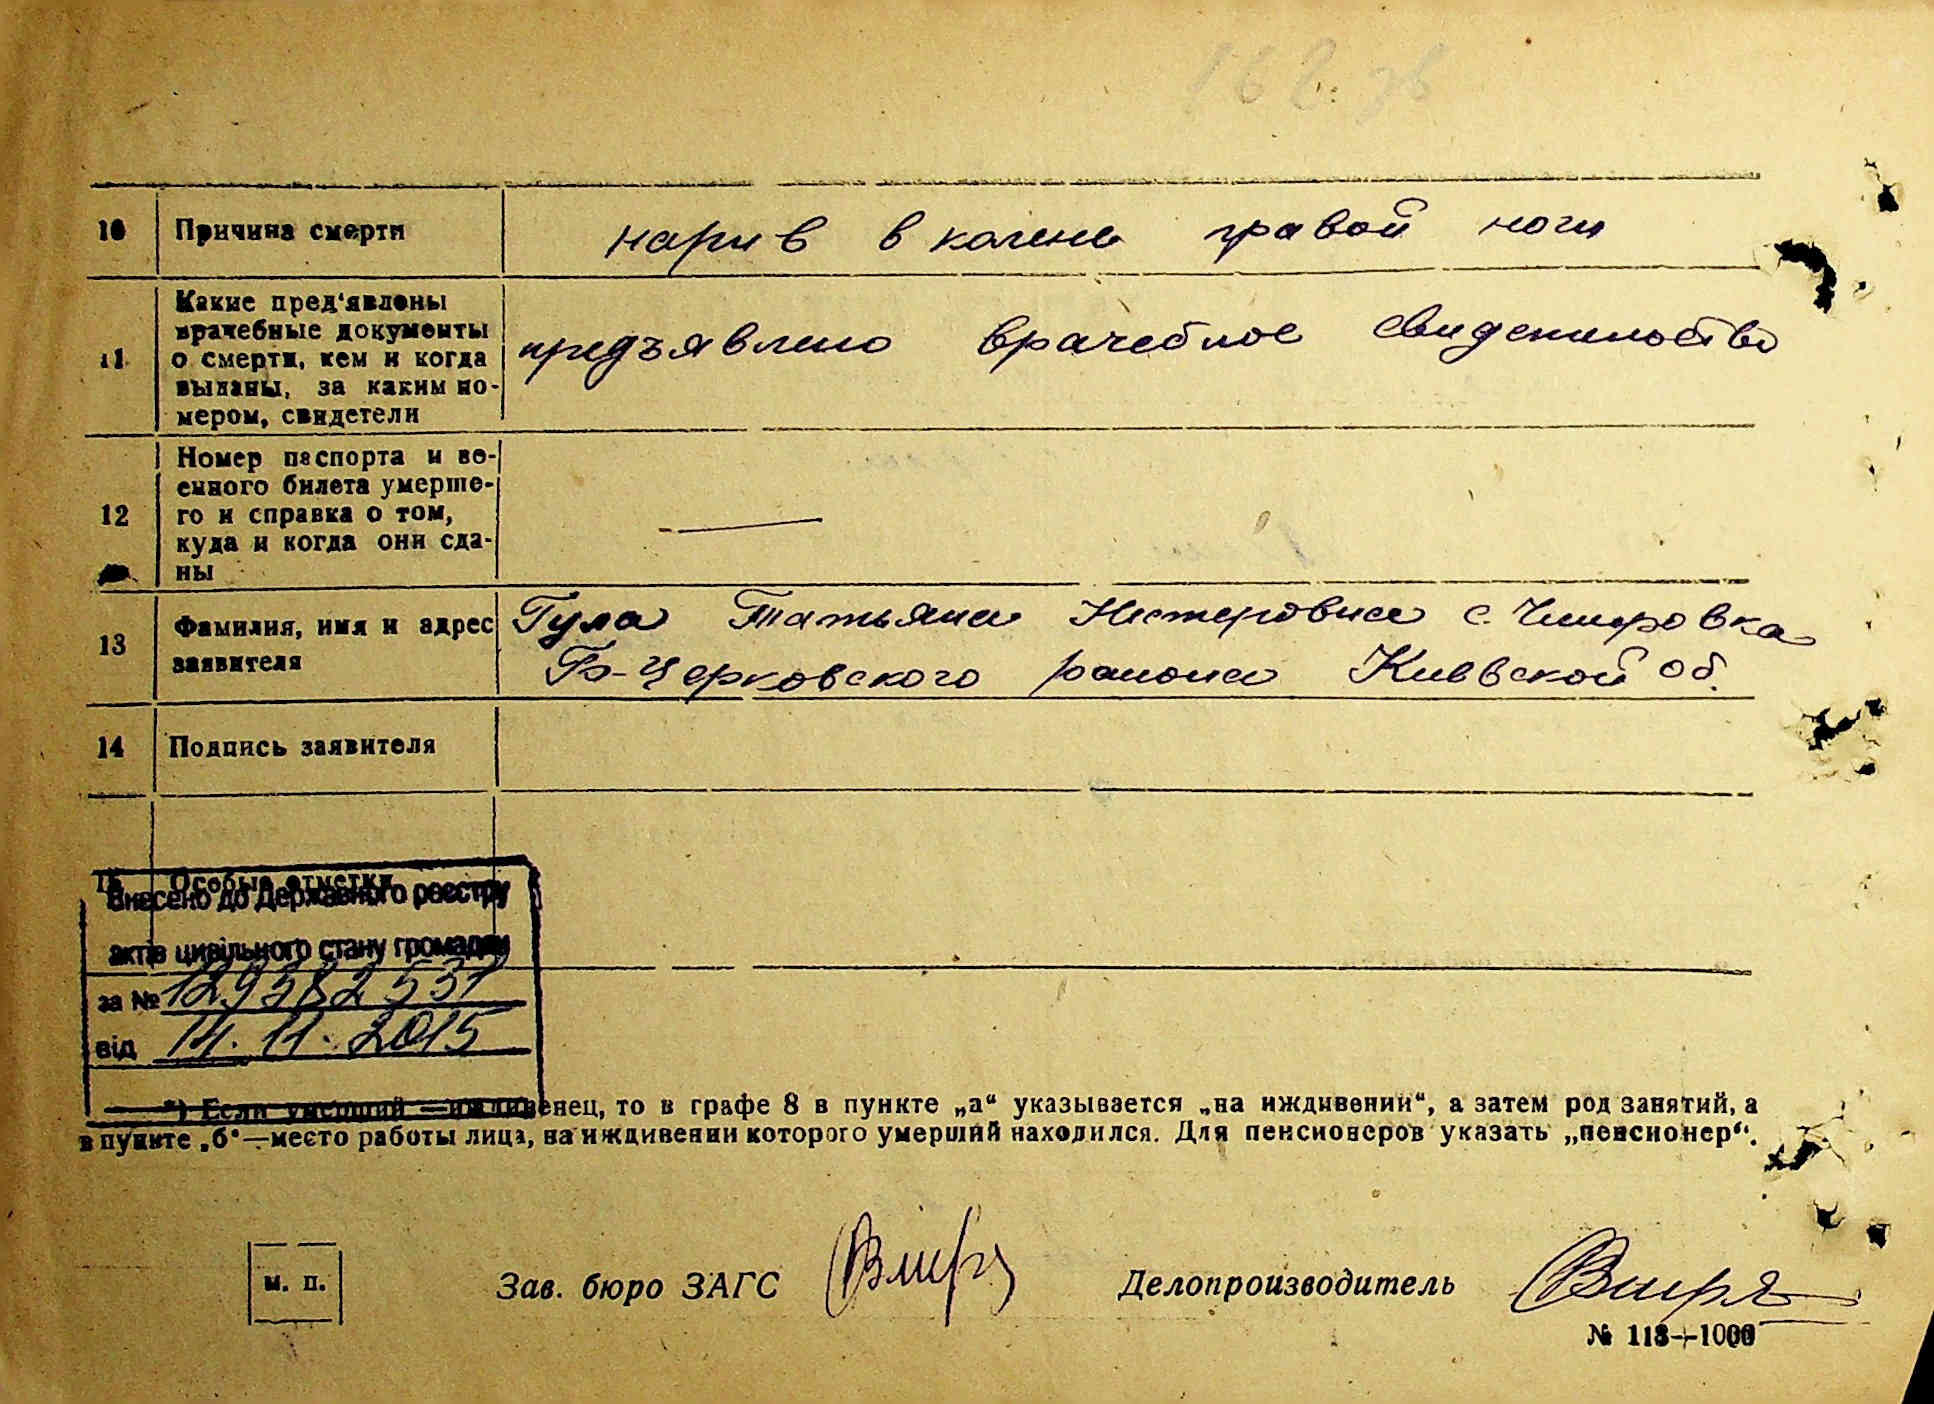 10 Причина смерти нарив в колене правой ноги
11 Какие пред'явлены
врачебные документы
о смерти, кем и когда
выданы, за каким но-
мером, свидетели
предъявлено врачебное свидетельство
12 Номер паспорта и во-
енного билета умерше-
го и справка о том,
куда и когда они сда-
ны
—
13 Фамилия, имя и адрес
заявителя
Гула Татьяна Нестеровна с. Чмировка
Б-Церковского района Киевской об.
14 Подпись заявителя
15 Особые отметки
Внесено до Державного реєстру
актів цивільного стану громадян
за №
від 14.11.2015
*) Если умерший — иждивенец, то в графе 8 в пункте „а“ указывается „на иждивении“, а затем род занятий, а
в пункте „б“ — место работы лица, на иждивении которого умерший находился. Для пенсионеров указать „пенсионер“.
м. п. Зав. бюро ЗАГС Делопроизводитель
№ 113—1000